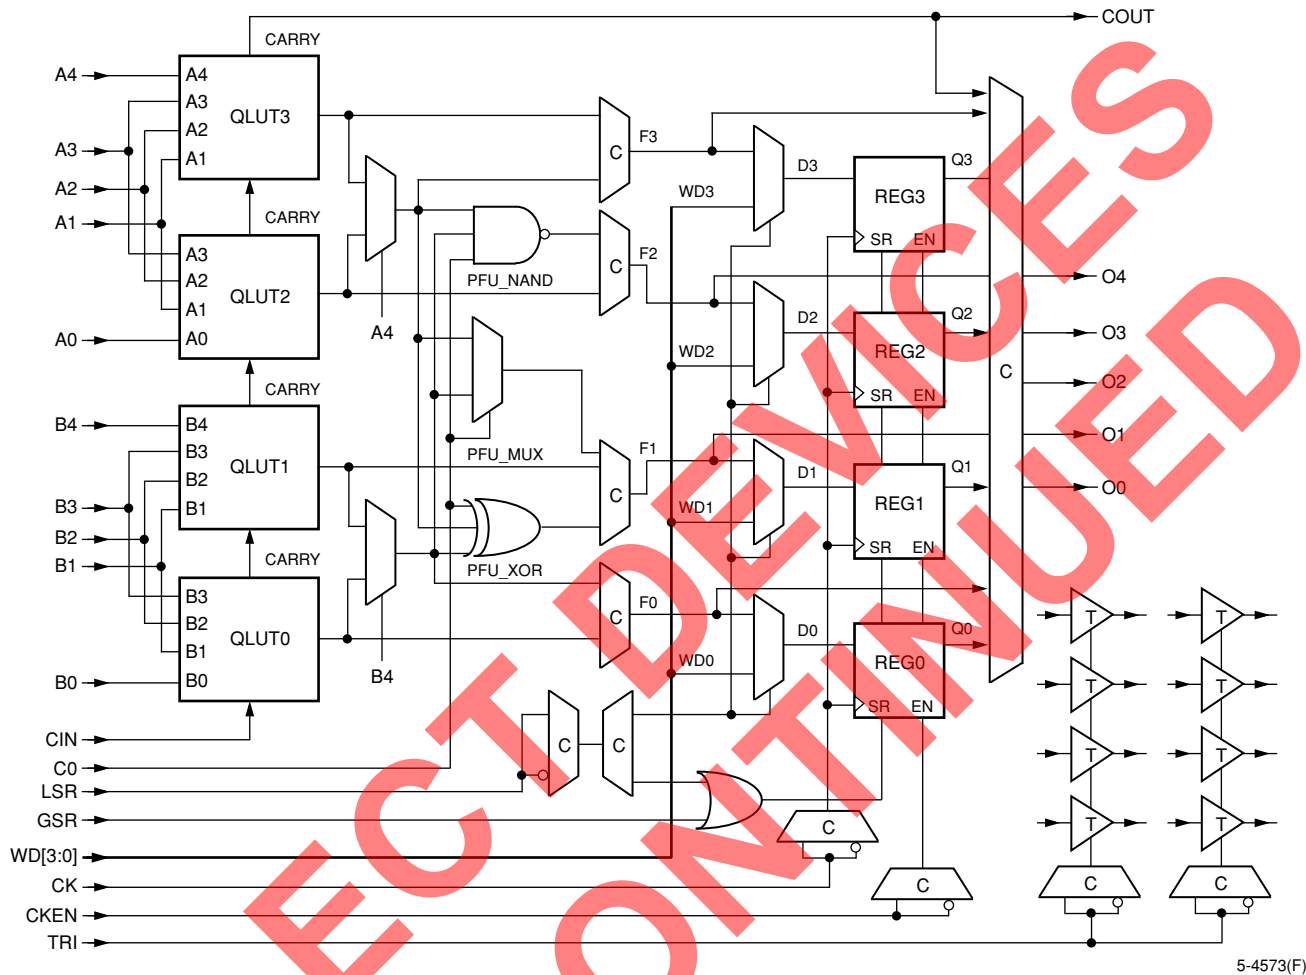 COUT
CARRY
A4
A4
A3
A2
QLUT3
A1
A3
A2
A1
CARRY
A3
A2
QLUT2
A1
A0
A0
CARRY
B4
B4
B3
QLUT1
B2
B1
B3
B2
B1
CARRY
B3
B2
QLUT0
B1
B0
B0
CIN
C0
LSR
GSR
WD[3:0]
CK
CKEN
TRI
A4
B4
PFU_NAND
PFU_MUX
PFU_XOR
C
F3
C
F2
C
F1
C
F0
C
C
WD3
WD2
WD1
WD0
D3
D2
D1
D0
REG3
SR EN
REG2
SR EN
REG1
SR EN
REG0
SR EN
Q3
Q2
Q1
Q0
C
C
C
O4
O3
O2
O1
O0
T T
T T
T T
T T
C C
5-4573(F)
ECT DEVICES
ONTINUED